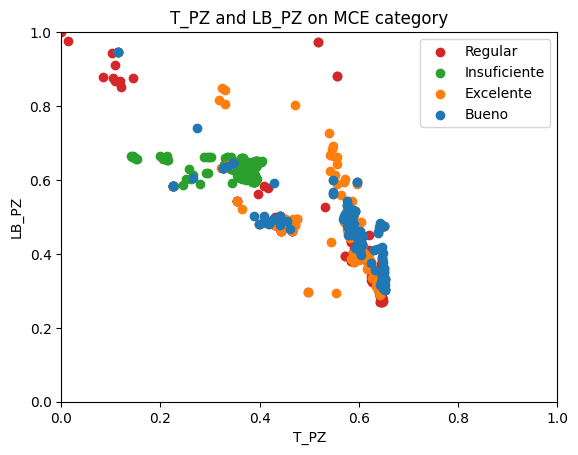 T_PZ and LB_PZ on MCE category
Regular
Insuficiente
Excelente
Bueno
LB_PZ
1.0
0.8
0.6
0.4
0.2
0.0
0.0 0.2 0.4 0.6 0.8 1.0
T_PZ